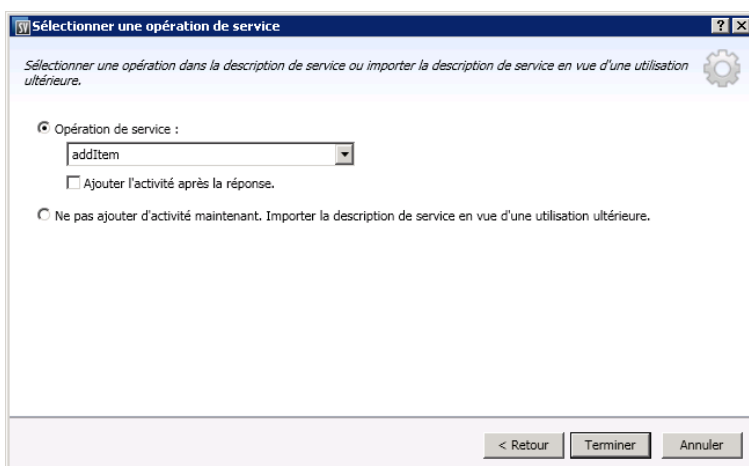 SV Sélectionner une opération de service
Sélectionner une opération dans la description de service ou importer la description de service en vue d'une utilisation
ultérieure.
Opération de service :
addItem
Ajouter l'activité après la réponse.
Ne pas ajouter d'activité maintenant. Importer la description de service en vue d'une utilisation ultérieure.
< Retour Terminer Annuler